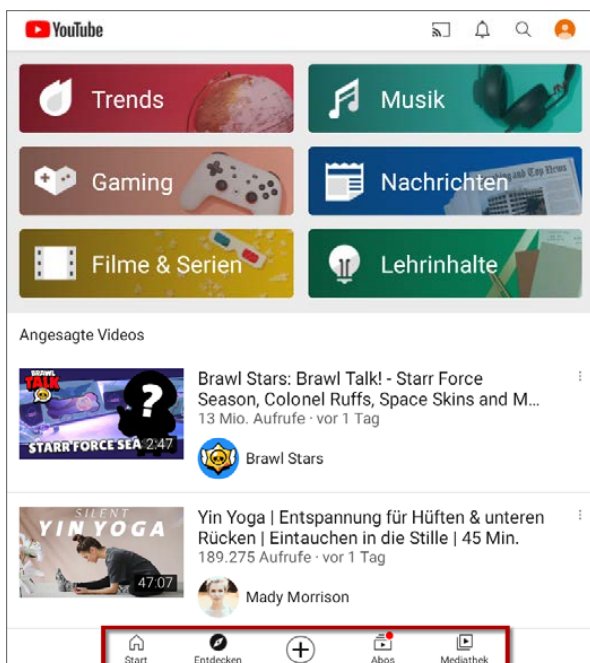 YouTube
Trends
Musik
Gaming
Nachrichten
Filme & Serien
Lehrinhalte
Angesagte Videos
BRAWL
TALK
STARR FORCE SEA
2:47
Brawl Stars: Brawl Talk! - Starr Force
Season, Colonel Ruffs, Space Skins and M...
13 Mio. Aufrufe · vor 1 Tag
Brawl Stars
SILENT
YIN YOGA
47:07
Yin Yoga | Entspannung für Hüften & unteren
Rücken | Eintauchen in die Stille | 45 Min.
189.275 Aufrufe · vor 1 Tag
Mady Morrison
Start
Entdecken
Abos
Mediathek